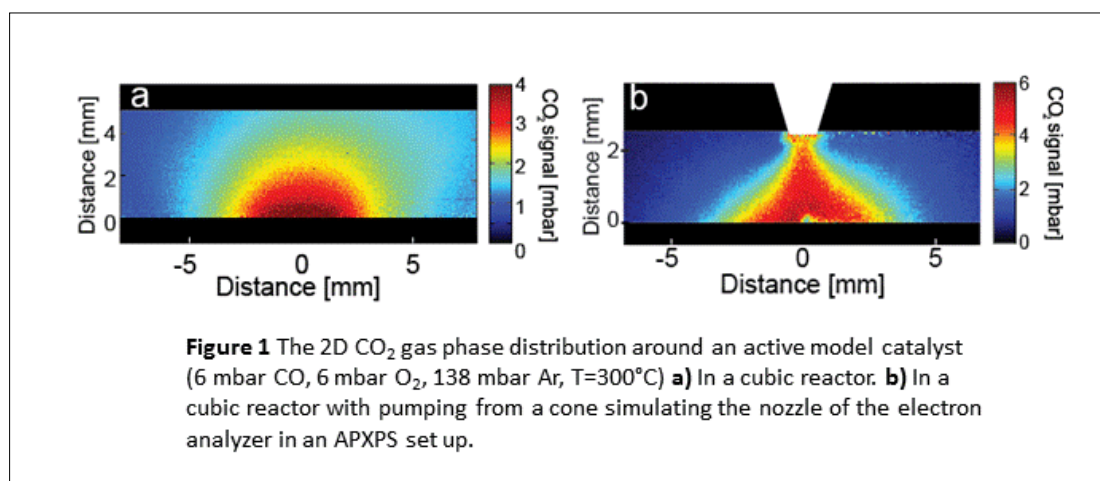 a
4
2
0
Distance [mm]
-5
0
5
Distance [mm]
4
3
2
1
0
CO2 signal [mbar]
b
2
0
Distance [mm]
-5
0
5
Distance [mm]
6
4
2
0
CO2 signal [mbar]
Figure 1 The 2D CO2 gas phase distribution around an active model catalyst
(6 mbar CO, 6 mbar O2, 138 mbar Ar, T=300°C) a) In a cubic reactor. b) In a
cubic reactor with pumping from a cone simulating the nozzle of the electron
analyzer in an APXPS set up.